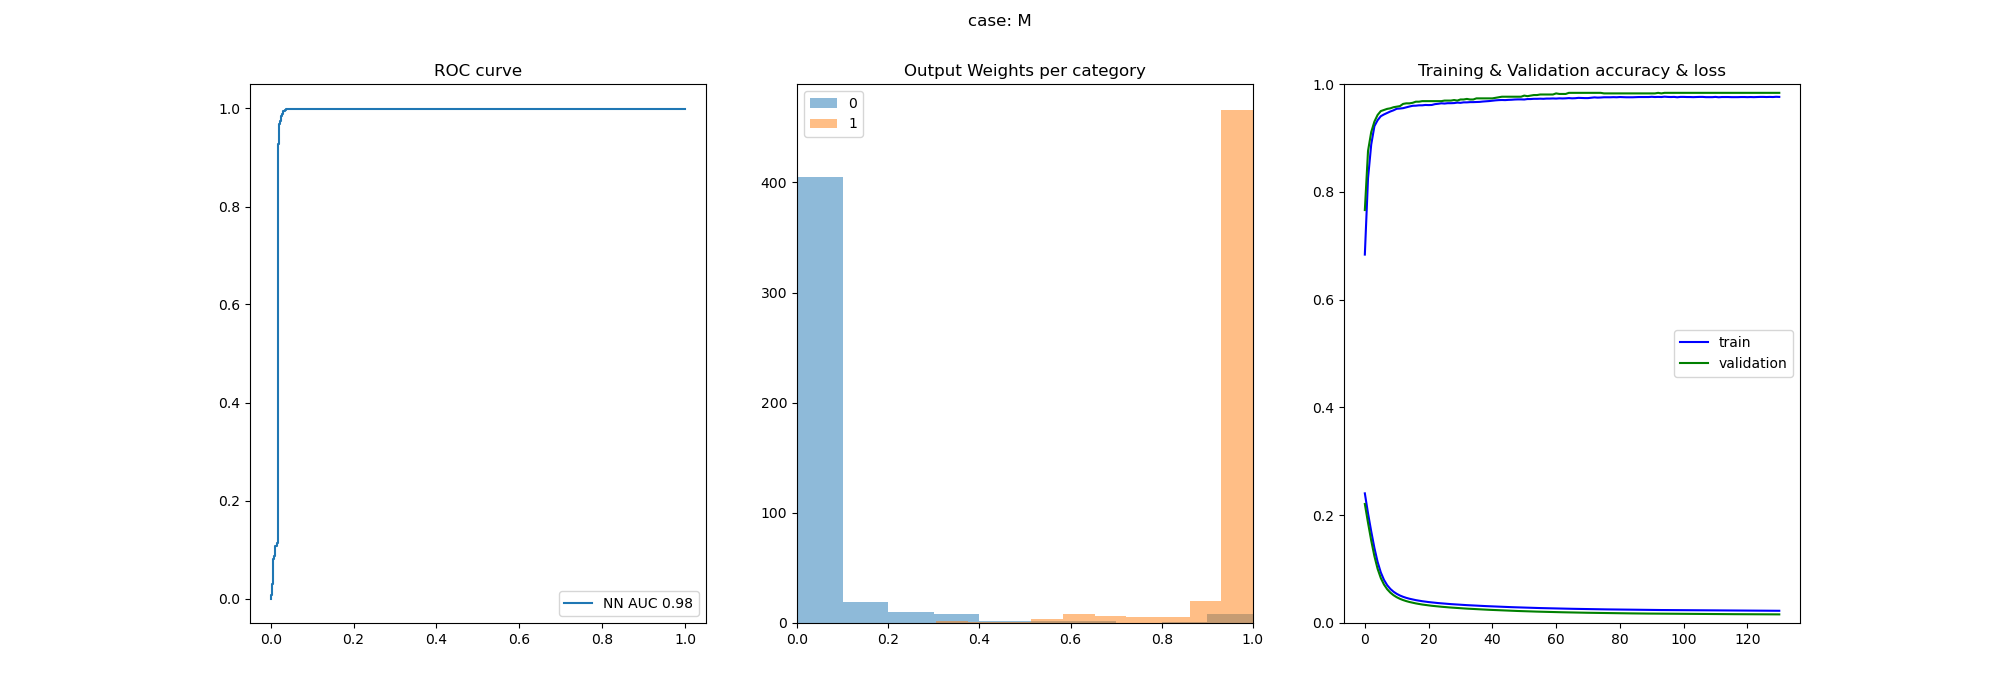 case: M
ROC curve
1.0
0.8
0.6
0.4
0.2
0.0
0.0 0.2 0.4 0.6 0.8 1.0
NN AUC 0.98
Output Weights per category
0
1
400
300
200
100
0
0.0 0.2 0.4 0.6 0.8 1.0
Training & Validation accuracy & loss
1.0
0.8
0.6
0.4
0.2
0.0
train
validation
0 20 40 60 80 100 120